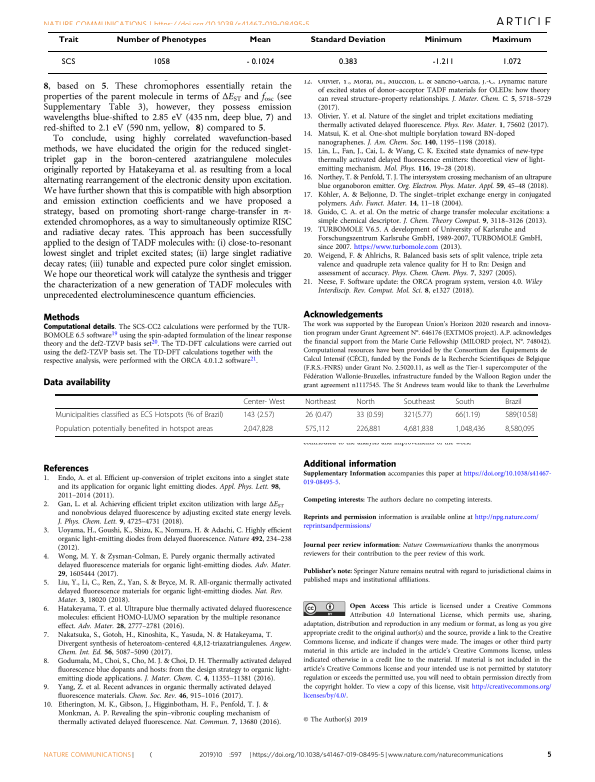 NATURE COMMUNICATIONS | https://doi.org/10.1038/s41467-019-08495-5
ARTICLE
Trait Number of Phenotypes Mean Standard Deviation Minimum Maximum
SCS 1058 - 0.1024 0.383 -1.211 1.072
8, based on 5. These chromophores essentially retain the
properties of the parent molecule in terms of ΔEST and fosc (see
Supplementary Table 3), however, they possess emission
wavelengths blue-shifted to 2.85 eV (435 nm, deep blue, 7) and
red-shifted to 2.1 eV (590 nm, yellow, 8) compared to 5.
To conclude, using highly correlated wavefunction-based
methods, we have elucidated the origin for the reduced singlet-
triplet gap in the boron-centered azatriangulene molecules
originally reported by Hatakeyama et al. as resulting from a local
alternating rearrangement of the electronic density upon excitation.
We have further shown that this is compatible with high absorption
and emission extinction coefficients and we have proposed a
strategy, based on promoting short-range charge-transfer in π-
extended chromophores, as a way to simultaneously optimize RISC
and radiative decay rates. This approach has been successfully
applied to the design of TADF molecules with: (i) close-to-resonant
lowest singlet and triplet excited states; (ii) large singlet radiative
decay rates; (iii) tunable and expected pure color singlet emission.
We hope our theoretical work will catalyze the synthesis and trigger
the characterization of a new generation of TADF molecules with
unprecedented electroluminescence quantum efficiencies.
Methods
Computational details. The SCS-CC2 calculations were performed by the TUR-
BOMOLE 6.5 software19 using the spin-adapted formulation of the linear response
theory and the def2-TZVP basis set20. The TD-DFT calculations were carried out
using the def2-TZVP basis set. The TD-DFT calculations together with the
respective analysis, were performed with the ORCA 4.0.1.2 software21.
Data availability
12. Olivier, Y., Moral, M., Muccioli, L. & Sancho-García, J.-C. Dynamic nature
of excited states of donor–acceptor TADF materials for OLEDs: how theory
can reveal structure–property relationships. J. Mater. Chem. C. 5, 5718–5729
(2017).
13. Olivier, Y. et al. Nature of the singlet and triplet excitations mediating
thermally activated delayed fluorescence. Phys. Rev. Mater. 1, 75602 (2017).
14. Matsui, K. et al. One-shot multiple borylation toward BN-doped
nanographenes. J. Am. Chem. Soc. 140, 1195–1198 (2018).
15. Lin, L., Fan, J., Cai, L. & Wang, C. K. Excited state dynamics of new-type
thermally activated delayed fluorescence emitters: theoretical view of light-
emitting mechanism. Mol. Phys. 116, 19–28 (2018).
16. Northey, T. & Penfold, T. J. The intersystem crossing mechanism of an ultrapure
blue organoboron emitter. Org. Electron. Phys. Mater. Appl. 59, 45–48 (2018).
17. Köhler, A. & Beljonne, D. The singlet–triplet exchange energy in conjugated
polymers. Adv. Funct. Mater. 14, 11–18 (2004).
18. Guido, C. A. et al. On the metric of charge transfer molecular excitations: a
simple chemical descriptor. J. Chem. Theory Comput. 9, 3118–3126 (2013).
19. TURBOMOLE V6.5. A development of University of Karlsruhe and
Forschungszentrum Karlsruhe GmbH, 1989-2007, TURBOMOLE GmbH,
since 2007. https://www.turbomole.com (2013).
20. Weigend, F. & Ahlrichs, R. Balanced basis sets of split valence, triple zeta
valence and quadruple zeta valence quality for H to Rn: Design and
assessment of accuracy. Phys. Chem. Chem. Phys. 7, 3297 (2005).
21. Neese, F. Software update: the ORCA program system, version 4.0. Wiley
Interdiscip. Rev. Comput. Mol. Sci. 8, e1327 (2018).
Acknowledgements
The work was supported by the European Union's Horizon 2020 research and innova-
tion program under Grant Agreement N°. 646176 (EXTMOS project). A.P. acknowledges
the financial support from the Marie Curie Fellowship (MILORD project, N°. 748042).
Computational resources have been provided by the Consortium des Équipements de
Calcul Intensif (CÉCI), funded by the Fonds de la Recherche Scientifiques de Belgique
(F.R.S.-FNRS) under Grant No. 2.5020.11, as well as the Tier-1 supercomputer of the
Fédération Wallonie-Bruxelles, infrastructure funded by the Walloon Region under the
grant agreement n1117545. The St Andrews team would like to thank the Leverhulme
Center- West Northeast North Southeast South Brazil
Municipalities classified as ECS Hotspots (% of Brazil) 143 (2.57) 26 (0.47) 33 (0.59) 321(5.77) 66(1.19) 589(10.58)
Population potentially benefited in hotspot areas 2,047,828 575,112 226,881 4,681,838 1,048,436 8,580,095
References
1. Endo, A. et al. Efficient up-conversion of triplet excitons into a singlet state
and its application for organic light emitting diodes. Appl. Phys. Lett. 98,
2011–2014 (2011).
2. Gan, L. et al. Achieving efficient triplet exciton utilization with large ΔEST
and nonobvious delayed fluorescence by adjusting excited state energy levels.
J. Phys. Chem. Lett. 9, 4725–4731 (2018).
3. Uoyama, H., Goushi, K., Shizu, K., Nomura, H. & Adachi, C. Highly efficient
organic light-emitting diodes from delayed fluorescence. Nature 492, 234–238
(2012).
4. Wong, M. Y. & Zysman-Colman, E. Purely organic thermally activated
delayed fluorescence materials for organic light-emitting diodes. Adv. Mater.
29, 1605444 (2017).
5. Liu, Y., Li, C., Ren, Z., Yan, S. & Bryce, M. R. All-organic thermally activated
delayed fluorescence materials for organic light-emitting diodes. Nat. Rev.
Mater. 3, 18020 (2018).
6. Hatakeyama, T. et al. Ultrapure blue thermally activated delayed fluorescence
molecules: efficient HOMO-LUMO separation by the multiple resonance
effect. Adv. Mater. 28, 2777–2781 (2016).
7. Nakatsuka, S., Gotoh, H., Kinoshita, K., Yasuda, N. & Hatakeyama, T.
Divergent synthesis of heteroatom-centered 4,8,12-triazatriangulenes. Angew.
Chem. Int. Ed. 56, 5087–5090 (2017).
8. Godumala, M., Choi, S., Cho, M. J. & Choi, D. H. Thermally activated delayed
fluorescence blue dopants and hosts: from the design strategy to organic light-
emitting diode applications. J. Mater. Chem. C. 4, 11355–11381 (2016).
9. Yang, Z. et al. Recent advances in organic thermally activated delayed
fluorescence materials. Chem. Soc. Rev. 46, 915–1016 (2017).
10. Etherington, M. K., Gibson, J., Higginbotham, H. F., Penfold, T. J. &
Monkman, A. P. Revealing the spin–vibronic coupling mechanism of
thermally activated delayed fluorescence. Nat. Commun. 7, 13680 (2016).
Additional information
Supplementary Information accompanies this paper at https://doi.org/10.1038/s41467-
019-08495-5.
Competing interests: The authors declare no competing interests.
Reprints and permission information is available online at http://npg.nature.com/
reprintsandpermissions/
Journal peer review information: Nature Communications thanks the anonymous
reviewers for their contribution to the peer review of this work.
Publisher's note: Springer Nature remains neutral with regard to jurisdictional claims in
published maps and institutional affiliations.
Open Access This article is licensed under a Creative Commons
Attribution 4.0 International License, which permits use, sharing,
adaptation, distribution and reproduction in any medium or format, as long as you give
appropriate credit to the original author(s) and the source, provide a link to the Creative
Commons license, and indicate if changes were made. The images or other third party
material in this article are included in the article's Creative Commons license, unless
indicated otherwise in a credit line to the material. If material is not included in the
article's Creative Commons license and your intended use is not permitted by statutory
regulation or exceeds the permitted use, you will need to obtain permission directly from
the copyright holder. To view a copy of this license, visit http://creativecommons.org/
licenses/by/4.0/.
© The Author(s) 2019
NATURE COMMUNICATIONS | ( 2019)10 :597 | https://doi.org/10.1038/s41467-019-08495-5 | www.nature.com/naturecommunications 5